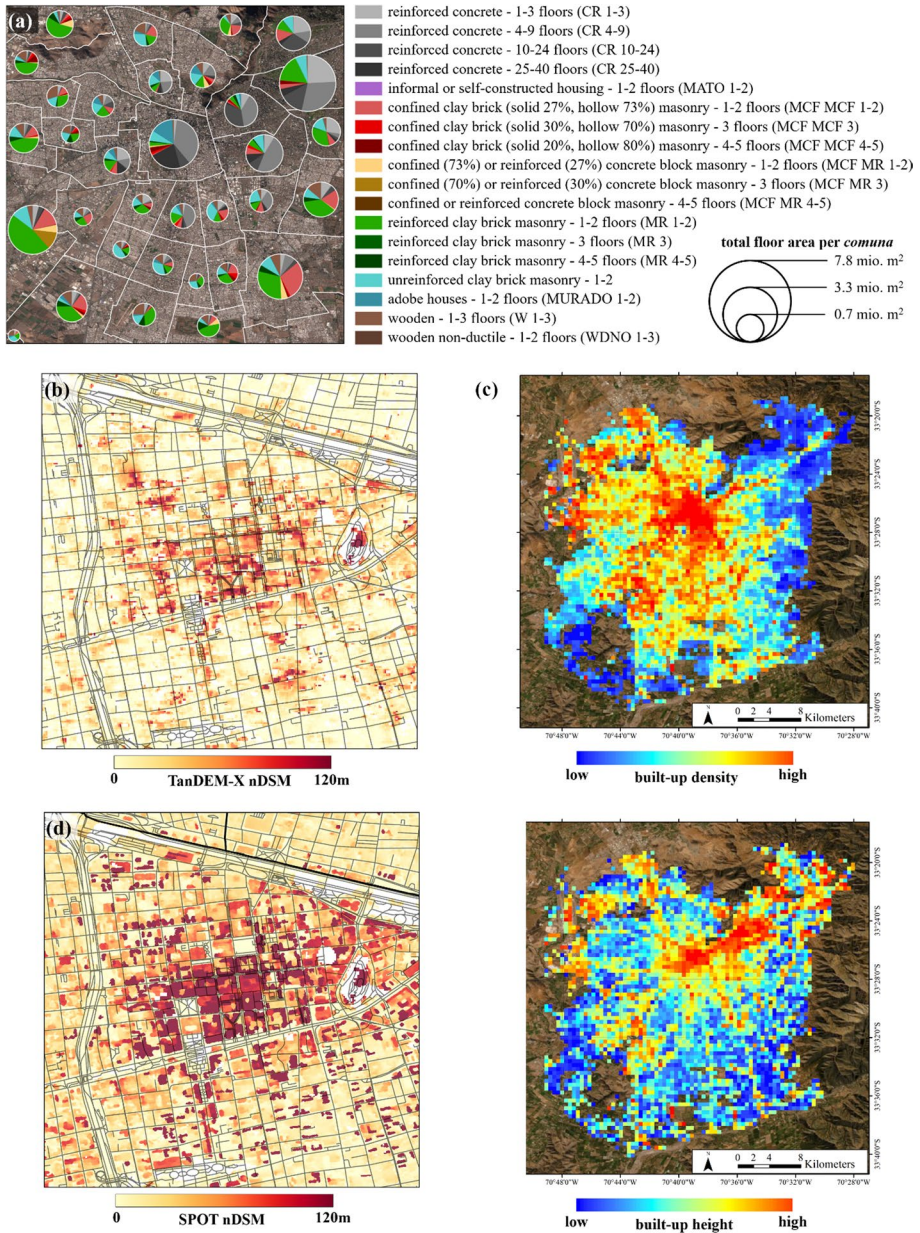 (a)
reinforced concrete - 1-3 floors (CR 1-3)
reinforced concrete - 4-9 floors (CR 4-9)
reinforced concrete - 10-24 floors (CR 10-24)
reinforced concrete - 25-40 floors (CR 25-40)
informal or self-constructed housing - 1-2 floors (MATO 1-2)
confined clay brick (solid 27%, hollow 73%) masonry - 1-2 floors (MCF MCF 1-2)
confined clay brick (solid 30%, hollow 70%) masonry - 3 floors (MCF MCF 3)
confined clay brick (solid 20%, hollow 80%) masonry - 4-5 floors (MCF MCF 4-5)
confined (73%) or reinforced (27%) concrete block masonry - 1-2 floors (MCF MR 1-2)
confined (70%) or reinforced (30%) concrete block masonry - 3 floors (MCF MR 3)
confined or reinforced concrete block masonry - 4-5 floors (MCF MR 4-5)
reinforced clay brick masonry - 1-2 floors (MR 1-2)
reinforced clay brick masonry - 3 floors (MR 3)
reinforced clay brick masonry - 4-5 floors (MR 4-5)
unreinforced clay brick masonry - 1-2
adobe houses - 1-2 floors (MURADO 1-2)
wooden - 1-3 floors (W 1-3)
wooden non-ductile - 1-2 floors (WDNO 1-3)
total floor area per comuna
7.8 mio. m²
3.3 mio. m²
0.7 mio. m²
(b)
0
120m
TanDEM-X nDSM
(c)
33°20'0"S
33°24'0"S
33°28'0"S
33°32'0"S
33°36'0"S
33°40'0"S
N
0 2 4 8
Kilometers
70°48'0"W 70°44'0"W 70°40'0"W 70°36'0"W 70°32'0"W 70°28'0"W
low
built-up density
high
(d)
0
120m
SPOT nDSM
33°20'0"S
33°24'0"S
33°28'0"S
33°32'0"S
33°36'0"S
33°40'0"S
N
0 2 4 8
Kilometers
70°48'0"W 70°44'0"W 70°40'0"W 70°36'0"W 70°32'0"W 70°28'0"W
low
built-up height
high